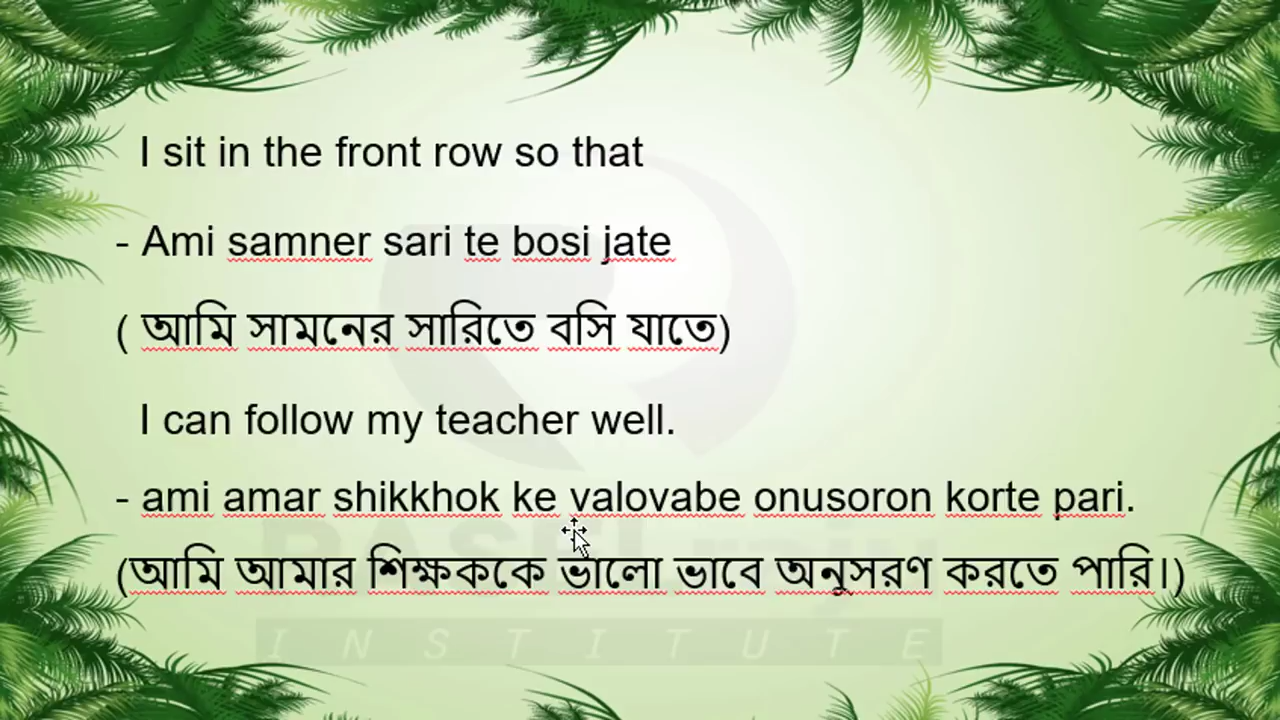 I sit in the front row so that
- Ami samner sari te bosi jate
( আমি সামনের সারিতে বসি যাতে)
I can follow my teacher well.
- ami amar shikkhok ke valovabe onusoron korte pari.
(আমি আমার শিক্ষককে ভালো ভাবে অনুসরণ করতে পারি।)
INSTITUTE